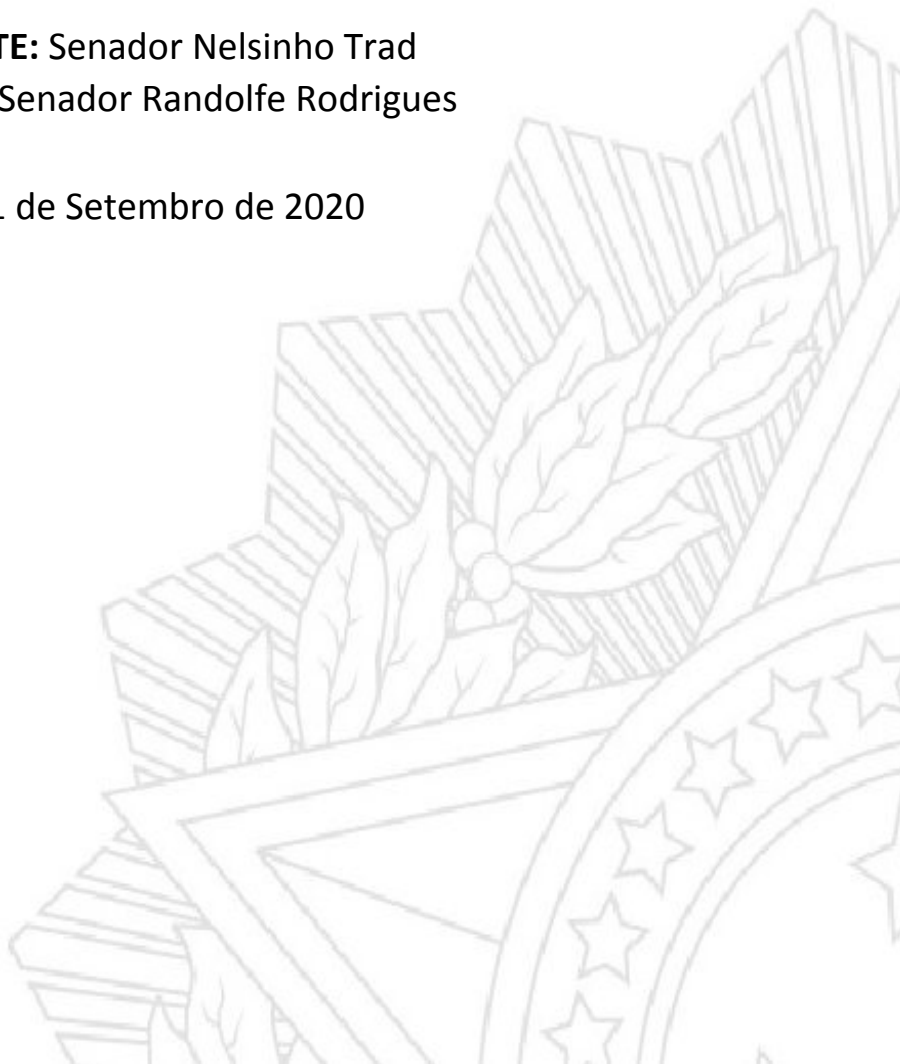 TE: Senador Nelsinho Trad
Senador Randolfe Rodrigues
de Setembro de 2020